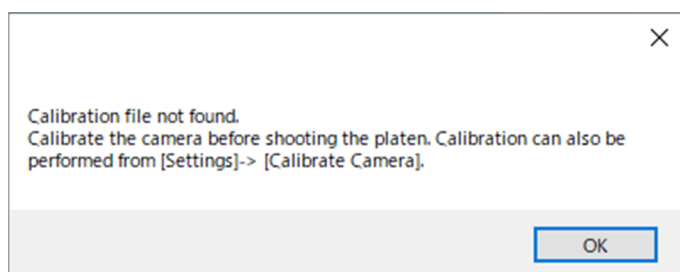 Calibration file not found.
Calibrate the camera before shooting the platen. Calibration can also be
performed from [Settings]-> [Calibrate Camera].
OK